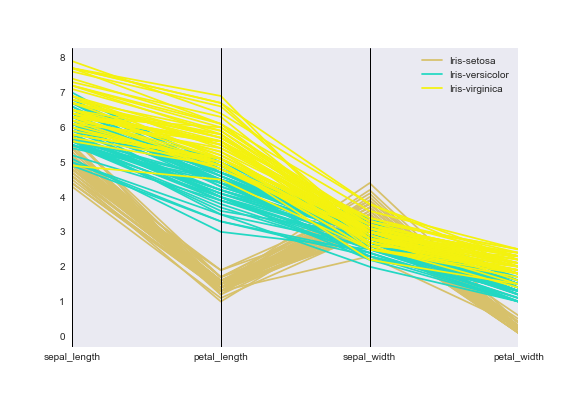 8
7
6
5
4
3
2
1
0
Iris-setosa
Iris-versicolor
Iris-virginica
sepal_length petal_length sepal_width petal_width